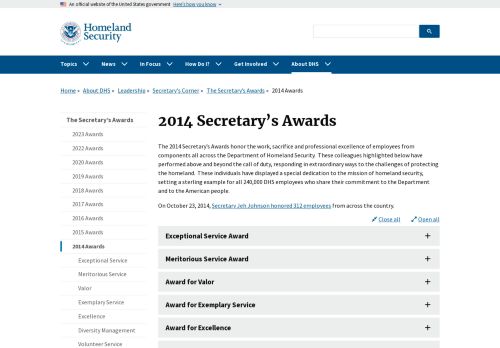 An official website of the United States government Here's how you know
Homeland
Security
Topics News In Focus How Do I? Get Involved About DHS
Home » About DHS » Leadership » Secretary's Corner » The Secretary's Awards » 2014 Awards
The Secretary's Awards
2023 Awards
2022 Awards
2020 Awards
2019 Awards
2018 Awards
2017 Awards
2016 Awards
2015 Awards
2014 Awards
Exceptional Service
Meritorious Service
Valor
Exemplary Service
Excellence
Diversity Management
Volunteer Service
2014 Secretary's Awards
The 2014 Secretary's Awards honor the work, sacrifice and professional excellence of employees from
components all across the Department of Homeland Security. These colleagues highlighted below have
performed above and beyond the call of duty, responding in extraordinary ways to the challenges of protecting
the homeland. These individuals have displayed a special dedication to the mission of homeland security,
setting a sterling example for all 240,000 DHS employees who share their commitment to the Department
and to the American people.
On October 23, 2014, Secretary Jeh Johnson honored 312 employees from across the country.
Close all Open all
Exceptional Service Award +
Meritorious Service Award +
Award for Valor +
Award for Exemplary Service +
Award for Excellence +